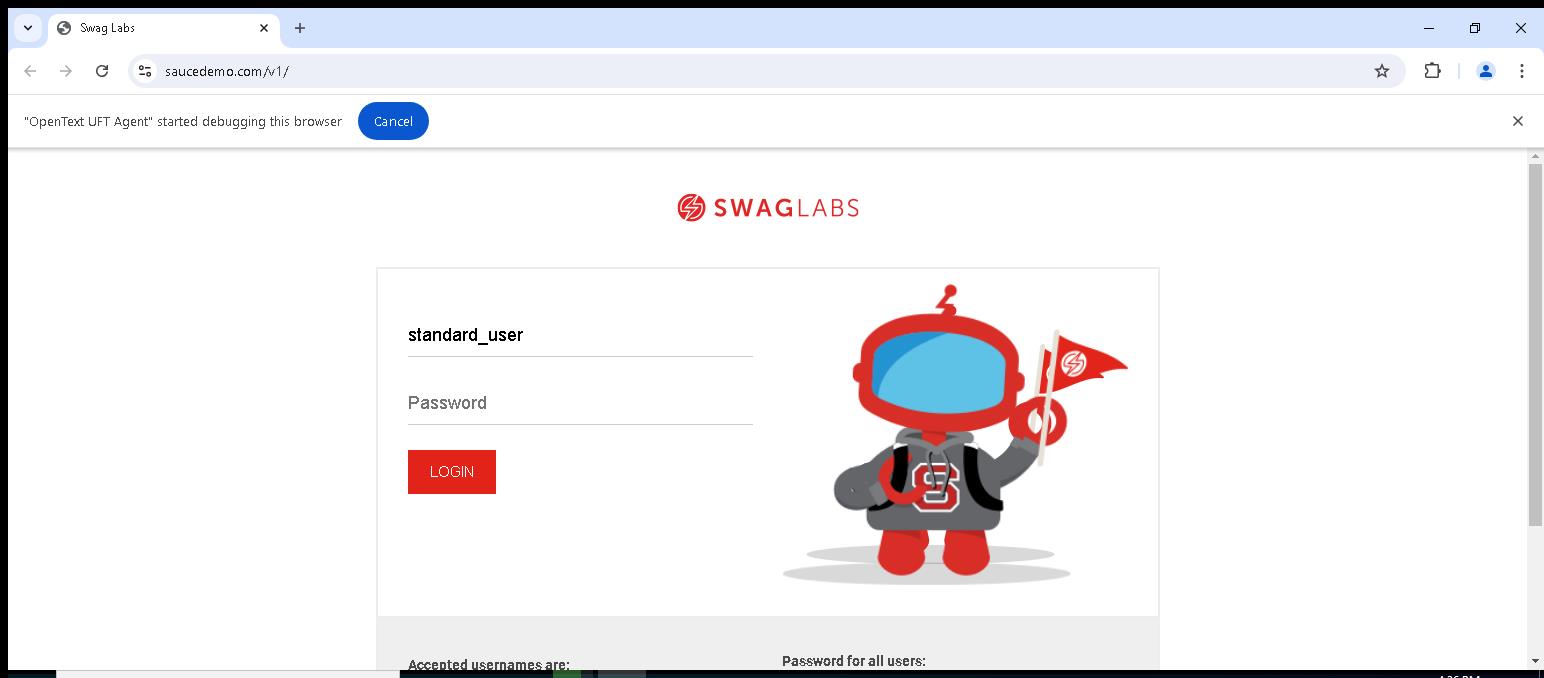 Swag Labs
saucedemo.com/v1/
"OpenText UFT Agent" started debugging this browser
Cancel
SWAGLABS
standard_user
Password
LOGIN
S
Accepted usernames are:
Password for all users: